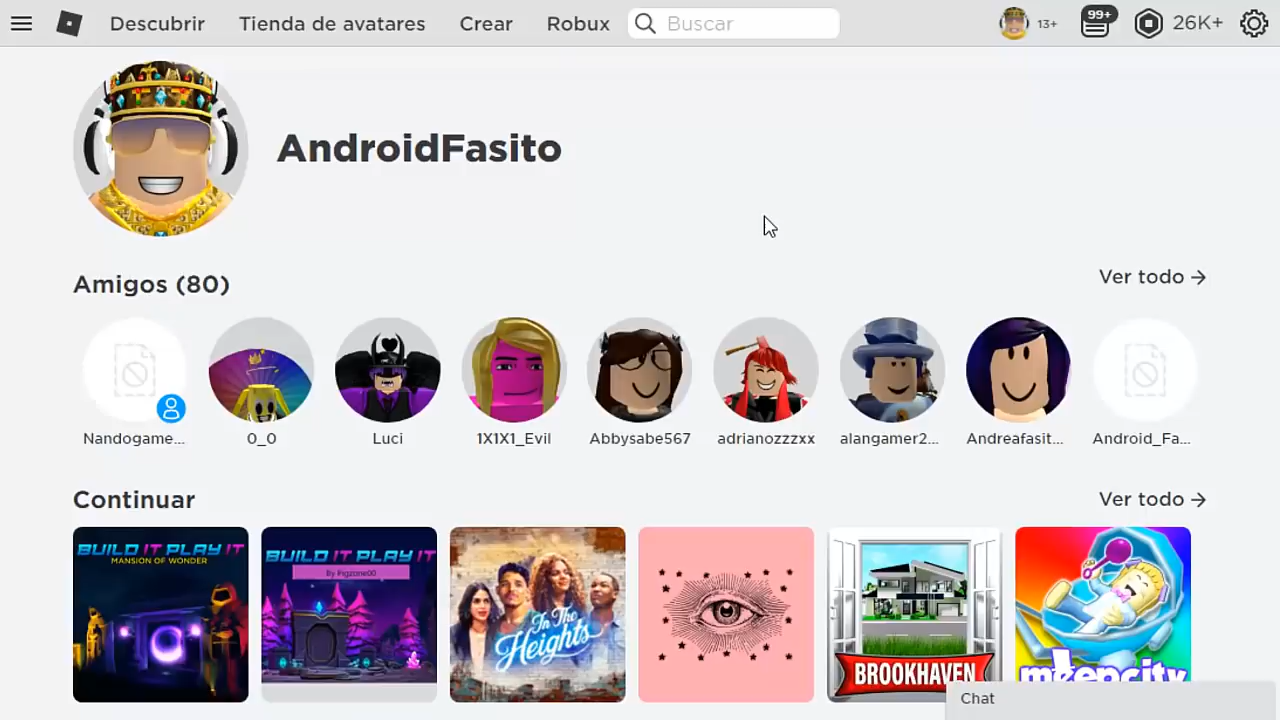 Descubrir Tienda de avatares Crear Robux Buscar 13+ 99+ 26K+
AndroidFasito
Amigos (80) Ver todo →
Nandogame... 0_0 Luci 1X1X1_Evil Abbysabe567 adrianozzzxx alangamer2... Andreafasit... Android_Fa...
Continuar Ver todo →
BUILD IT PLAY IT
MANSION OF WONDER
BUILD IT PLAY IT
By Figzone00
In The
Heights
BROOKHAVEN
meepcity
Chat